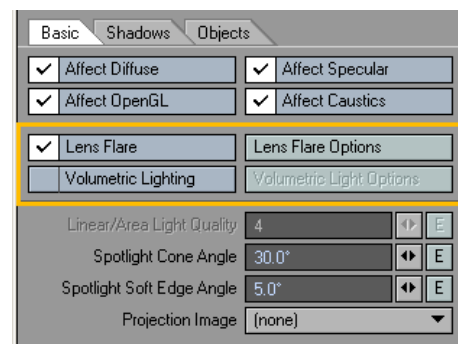 Basic Shadows Objects
✓ Affect Diffuse ✓ Affect Specular
✓ Affect OpenGL ✓ Affect Caustics
✓ Lens Flare Lens Flare Options
Volumetric Lighting Volumetric Light Options
Linear/Area Light Quality 4 E
Spotlight Cone Angle 30.0° E
Spotlight Soft Edge Angle 5.0° E
Projection Image (none)